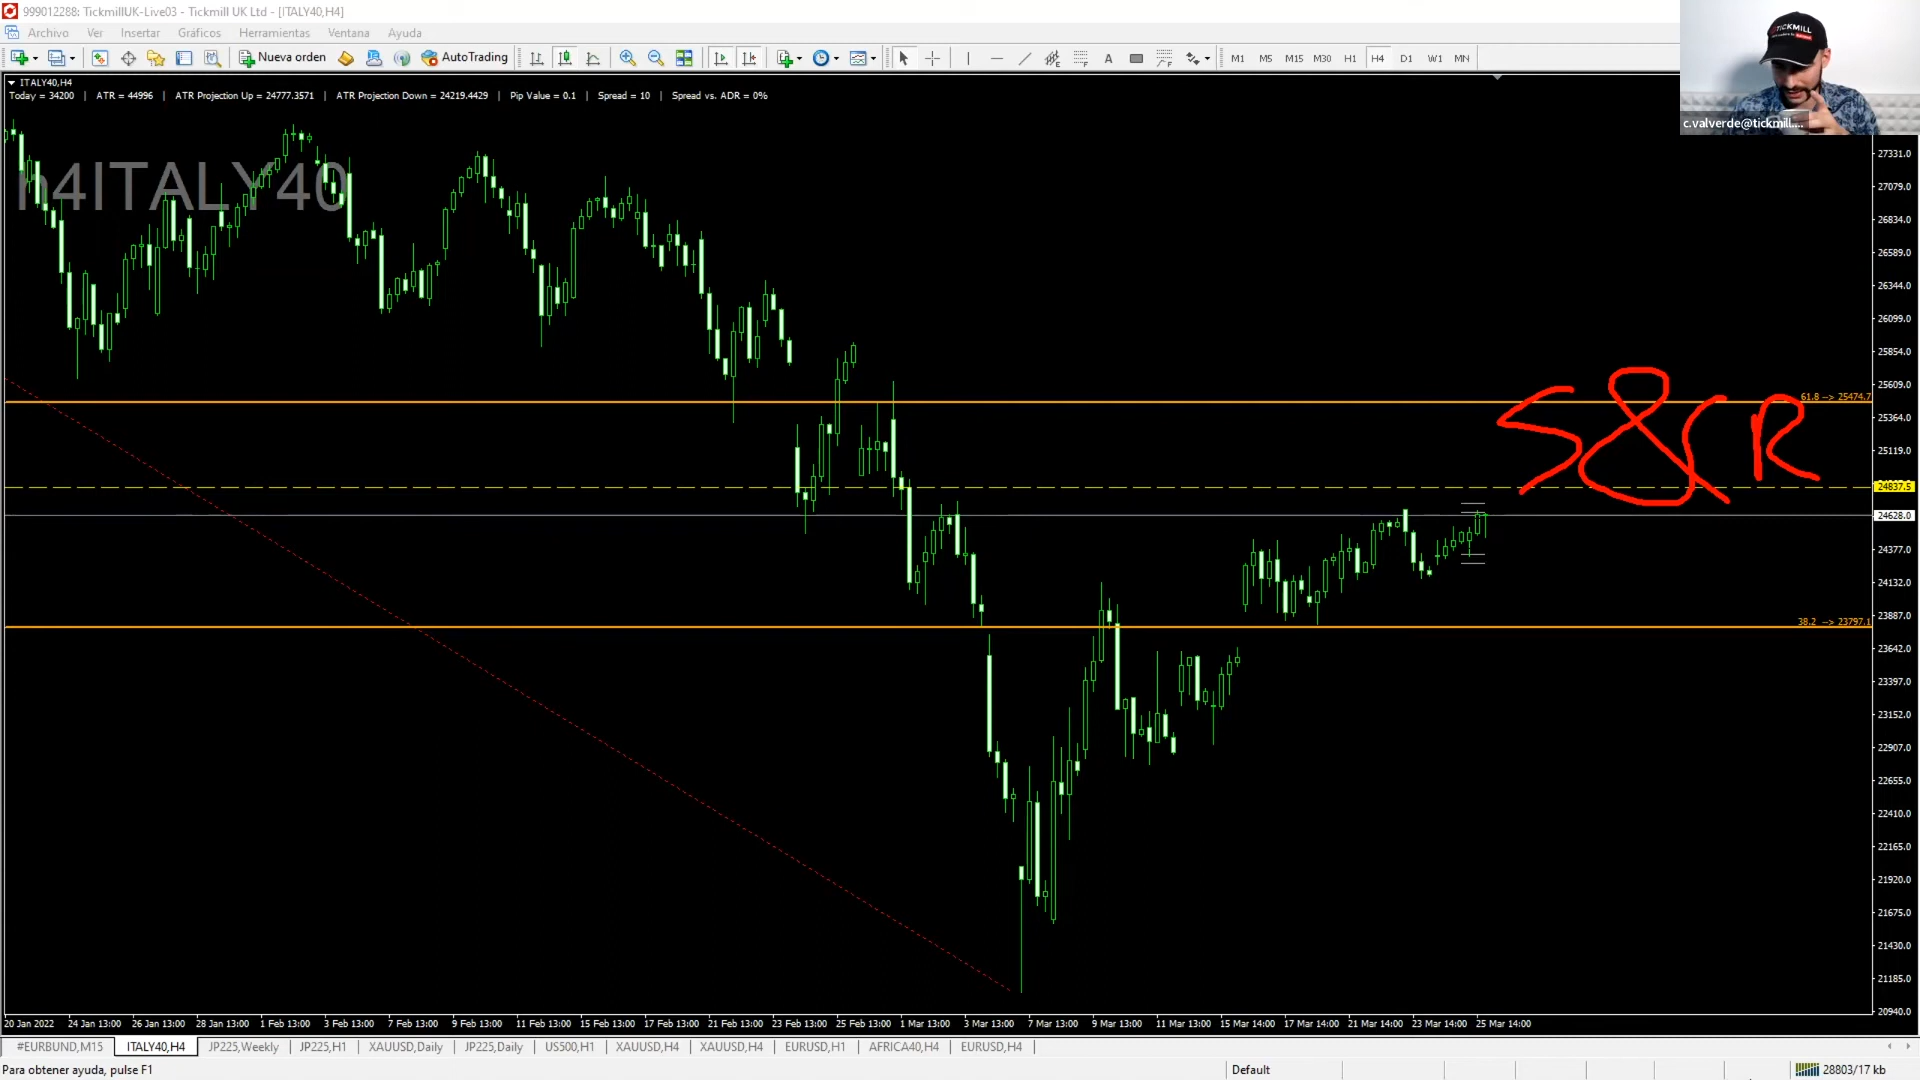 999012288: TickmillUK-Live03 - Tickmill UK Ltd - [ITALY40,H4]
Archivo Ver Insertar Gráficos Herramientas Ventana Ayuda
Nueva orden AutoTrading A M1 M5 M15 M30 H1 H4 D1 W1 MN
TICKMILL
c.valverde@tickmill....
ITALY40,H4
Today = 34200 | ATR = 44996 | ATR Projection Up = 24777.3571 | ATR Projection Down = 24219.4429 | Pip Value = 0.1 | Spread = 10 | Spread vs. ADR = 0%
h4ITALY40
27331.0
27079.0
26834.0
26589.0
26344.0
26099.0
25854.0
25609.0
61.8 --> 25474.7
25364.0
S&R
25119.0
24837.5
24628.0
24377.0
24132.0
23887.0
38.2 --> 23797.1
23642.0
23397.0
23152.0
22907.0
22655.0
22410.0
22165.0
21920.0
21675.0
21430.0
21185.0
20940.0
20 Jan 2022 24 Jan 13:00 26 Jan 13:00 28 Jan 13:00 1 Feb 13:00 3 Feb 13:00 7 Feb 13:00 9 Feb 13:00 11 Feb 13:00 15 Feb 13:00 17 Feb 13:00 21 Feb 13:00 23 Feb 13:00 25 Feb 13:00 1 Mar 13:00 3 Mar 13:00 7 Mar 13:00 9 Mar 13:00 11 Mar 13:00 15 Mar 14:00 17 Mar 14:00 21 Mar 14:00 23 Mar 14:00 25 Mar 14:00
#EURBUND,M15 ITALY40,H4 JP225,Weekly JP225,H1 XAUUSD,Daily JP225,Daily US500,H1 XAUUSD,H4 XAUUSD,H4 EURUSD,H1 AFRICA40,H4 EURUSD,H4
Para obtener ayuda, pulse F1 Default 28803/17 kb